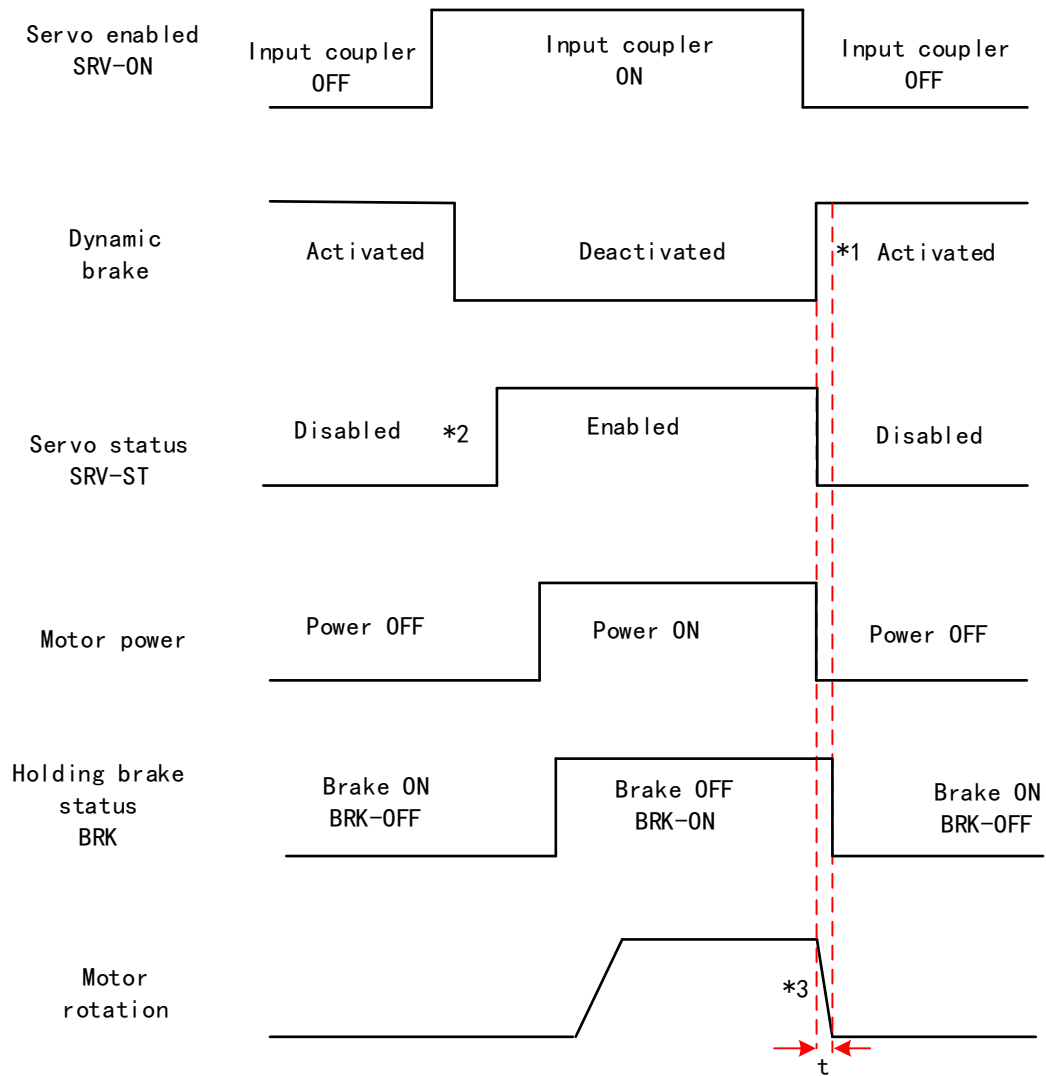 Servo enabled
SRV-ON
Input coupler
OFF
Input coupler
ON
Input coupler
OFF
Dynamic
brake
Activated
Deactivated
*1 Activated
Servo status
SRV-ST
Disabled
*2
Enabled
Disabled
Motor power
Power OFF
Power ON
Power OFF
Holding brake
status
BRK
Brake ON
BRK-OFF
Brake OFF
BRK-ON
Brake ON
BRK-OFF
Motor
rotation
*3
t